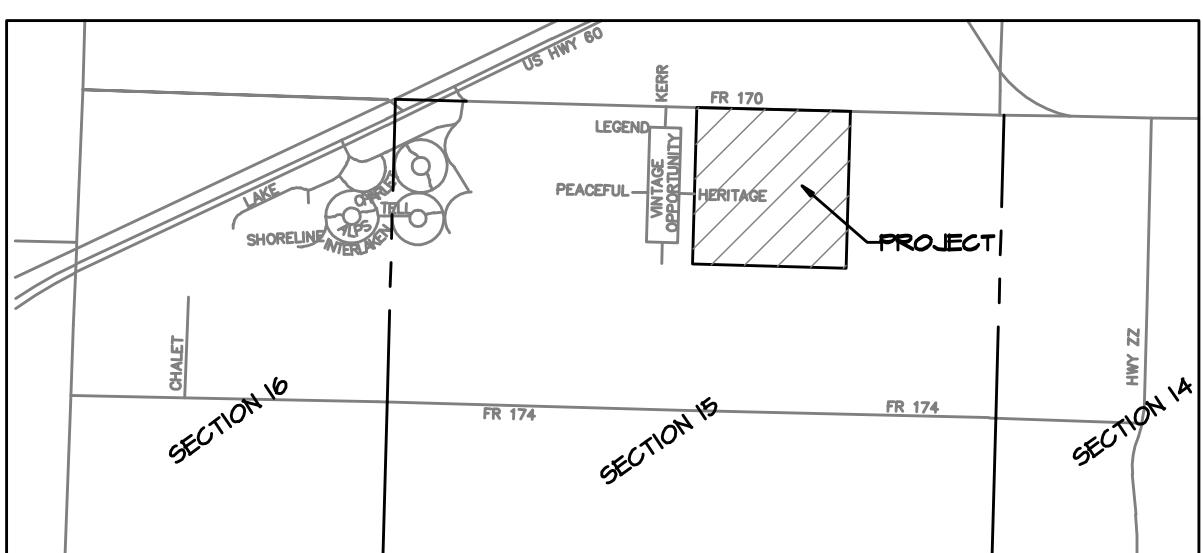 US HWY 60
KERR
FR 170
LEGEND
VINTAGE
OPPORTUNITY
PEACEFUL
HERITAGE
LAKE
CHARLET
TELL
ALPS
SHORELINE
INTERLAKEN
PROJECT
CHALET
HWY ZZ
SECTION 16
FR 174
SECTION 15
FR 174
SECTION 14